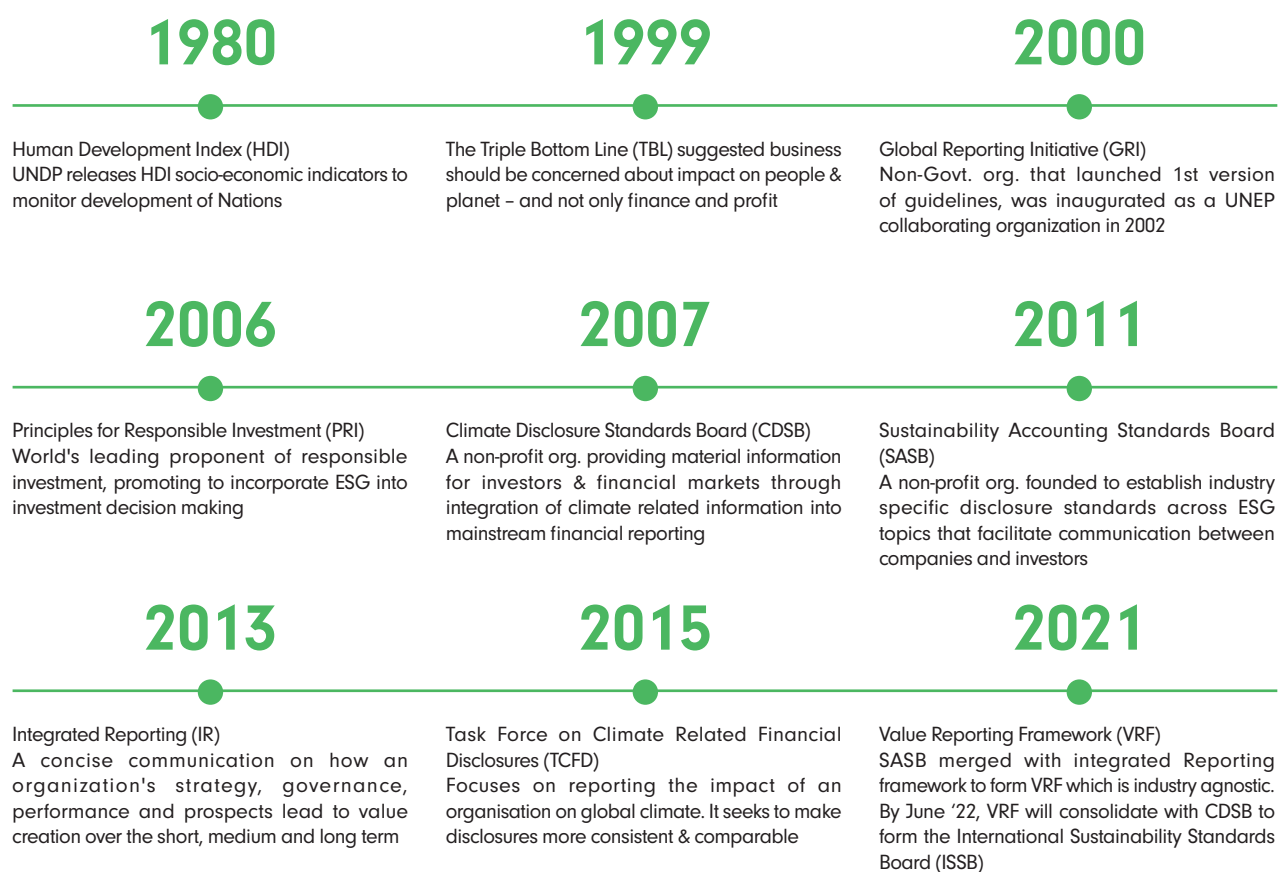 1980
1999
2000
Human Development Index (HDI)
UNDP releases HDI socio-economic indicators to
monitor development of Nations
The Triple Bottom Line (TBL) suggested business
should be concerned about impact on people &
planet – and not only finance and profit
Global Reporting Initiative (GRI)
Non-Govt. org. that launched 1st version
of guidelines, was inaugurated as a UNEP
collaborating organization in 2002
2006
2007
2011
Principles for Responsible Investment (PRI)
World's leading proponent of responsible
investment, promoting to incorporate ESG into
investment decision making
Climate Disclosure Standards Board (CDSB)
A non-profit org. providing material information
for investors & financial markets through
integration of climate related information into
mainstream financial reporting
Sustainability Accounting Standards Board
(SASB)
A non-profit org. founded to establish industry
specific disclosure standards across ESG
topics that facilitate communication between
companies and investors
2013
2015
2021
Integrated Reporting (IR)
A concise communication on how an
organization's strategy, governance,
performance and prospects lead to value
creation over the short, medium and long term
Task Force on Climate Related Financial
Disclosures (TCFD)
Focuses on reporting the impact of an
organisation on global climate. It seeks to make
disclosures more consistent & comparable
Value Reporting Framework (VRF)
SASB merged with integrated Reporting
framework to form VRF which is industry agnostic.
By June ‘22, VRF will consolidate with CDSB to
form the International Sustainability Standards
Board (ISSB)